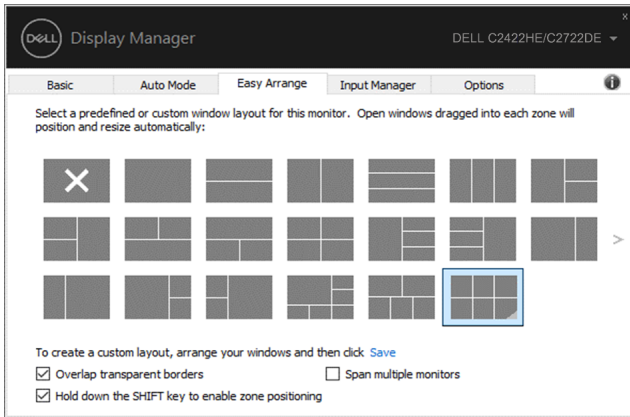 DELL Display Manager
DELL C2422HE/C2722DE
x
Basic
Auto Mode
Easy Arrange
Input Manager
Options
i
Select a predefined or custom window layout for this monitor. Open windows dragged into each zone will
position and resize automatically:
>
To create a custom layout, arrange your windows and then click Save
Overlap transparent borders
Span multiple monitors
Hold down the SHIFT key to enable zone positioning